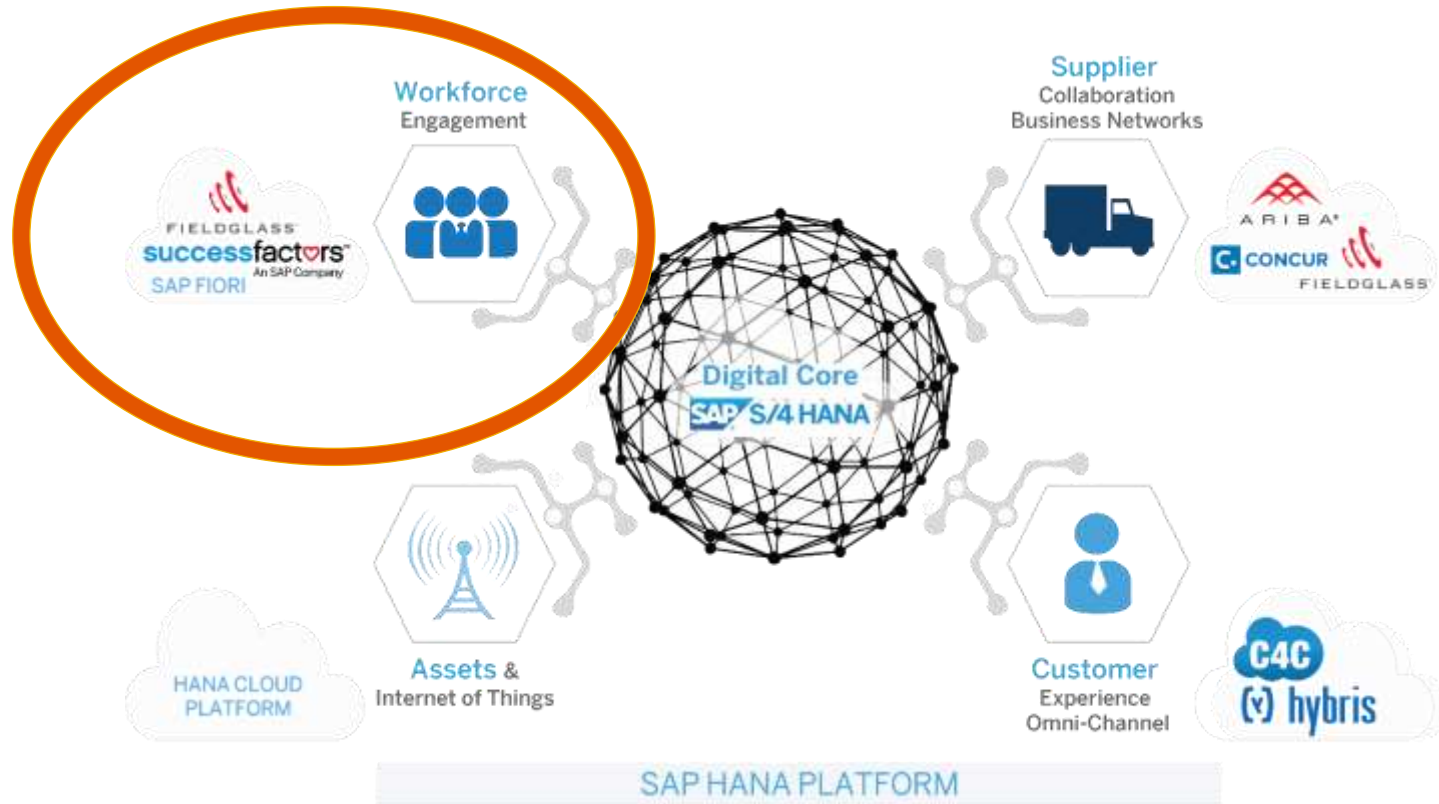 Workforce
Engagement
FIELDGLASS
successfactors™
An SAP Company
SAP FIORI
Supplier
Collaboration
Business Networks
ARIBA®
C. CONCUR
FIELDGLASS
Digital Core
SAP S/4 HANA
Assets &
Internet of Things
HANA CLOUD
PLATFORM
Customer
Experience
Omni-Channel
C4C
(y) hybris
SAP HANA PLATFORM